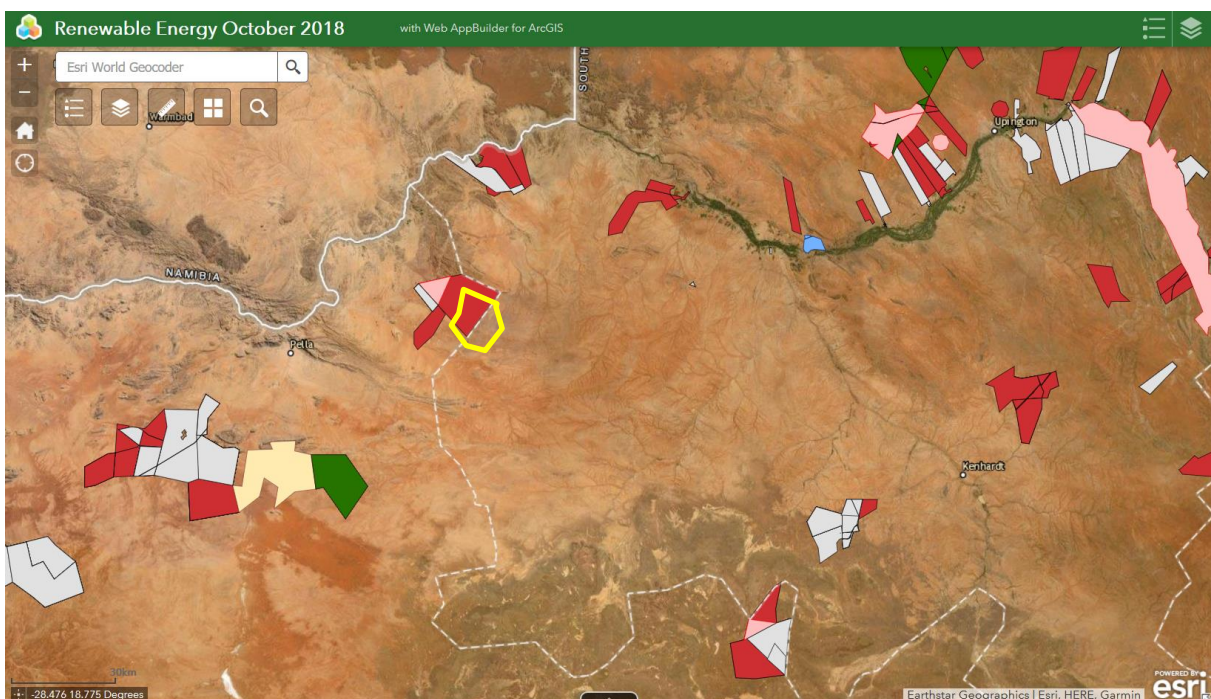 Renewable Energy October 2018 with Web AppBuilder for ArcGIS
+
Esri World Geocoder
−
SOUTH
Warmbad
Upington
NAMIBIA
Pella
Kenhardt
30km
-28.476 18.775 Degrees
Earthstar Geographics | Esri, HERE, Garmin
POWERED BY
esri